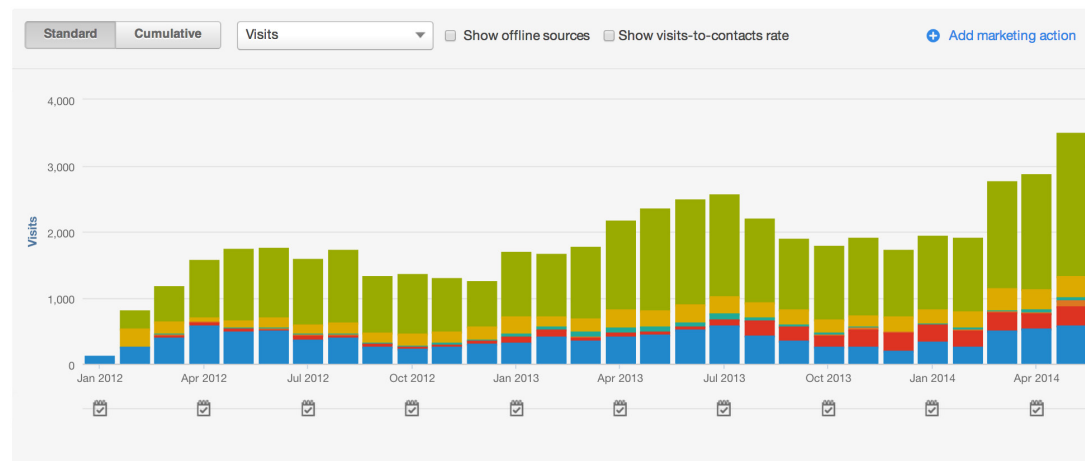 Standard Cumulative Visits Show offline sources Show visits-to-contacts rate Add marketing action
4,000
3,000
2,000
1,000
0
Visits
Jan 2012 Apr 2012 Jul 2012 Oct 2012 Jan 2013 Apr 2013 Jul 2013 Oct 2013 Jan 2014 Apr 2014